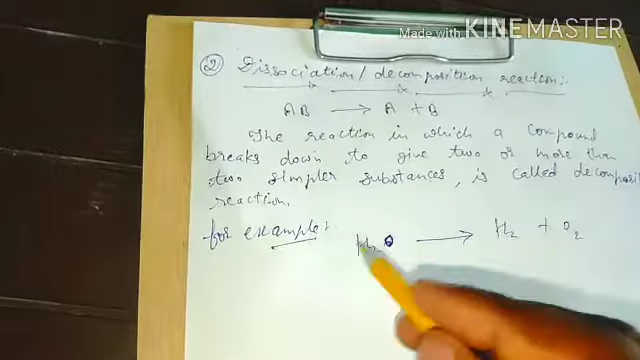 Made with KINEMASTER
② Dissociation/decomposition reaction:-
AB → A + B
The reaction in which a compound
breaks down to give two or more than
two simpler substances, is called decomposi
reaction.
for example:
H₂O → H₂ + O₂